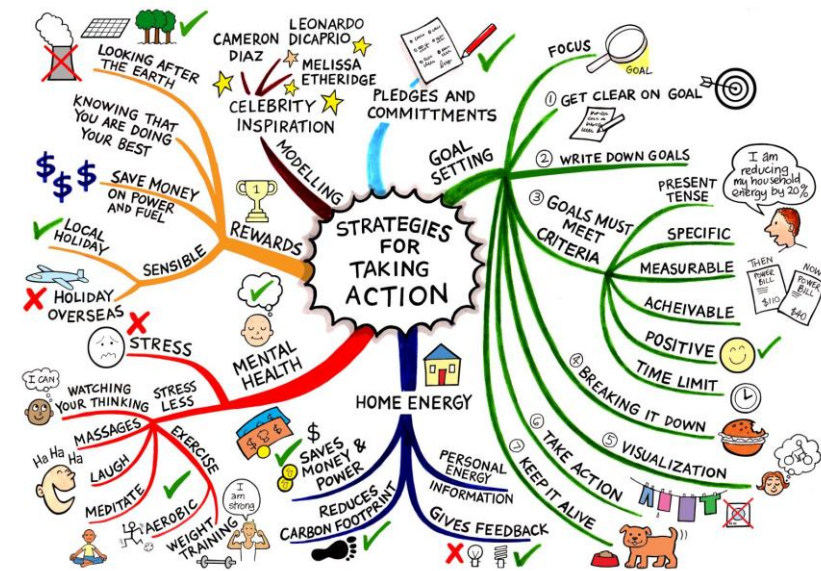 STRATEGIES
FOR
TAKING
ACTION
GOAL
SETTING
FOCUS
GOAL
① GET CLEAR ON GOAL
② WRITE DOWN GOALS
③ GOALS MUST
MEET
CRITERIA
PRESENT
TENSE
I am
reducing
my household
energy by 20%
SPECIFIC
MEASURABLE
THEN
POWER
BILL
$110
NOW
POWER
BILL
$40
ACHEIVABLE
POSITIVE
TIME LIMIT
④ BREAKING IT DOWN
⑤ VISUALIZATION
⑥ TAKE ACTION
⑦ KEEP IT ALIVE
HOME ENERGY
PERSONAL
ENERGY
INFORMATION
GIVES FEEDBACK
$
SAVES
MONEY &
POWER
REDUCES
CARBON FOOTPRINT
MENTAL
HEALTH
STRESS
STRESS
LESS
WATCHING
YOUR THINKING
I CAN
MASSAGES
LAUGH
Ha Ha Ha
MEDITATE
EXERCISE
AEROBIC
WEIGHT
TRAINING
I
am
strong
REWARDS
1
LOOKING AFTER
THE EARTH
KNOWING THAT
YOU ARE DOING
YOUR BEST
SAVE MONEY
ON POWER
AND FUEL
$ $ $
SENSIBLE
LOCAL
HOLIDAY
HOLIDAY
OVERSEAS
MODELLING
CELEBRITY
INSPIRATION
CAMERON
DIAZ
LEONARDO
DICAPRIO
MELISSA
ETHERIDGE
PLEDGES AND
COMMITTMENTS